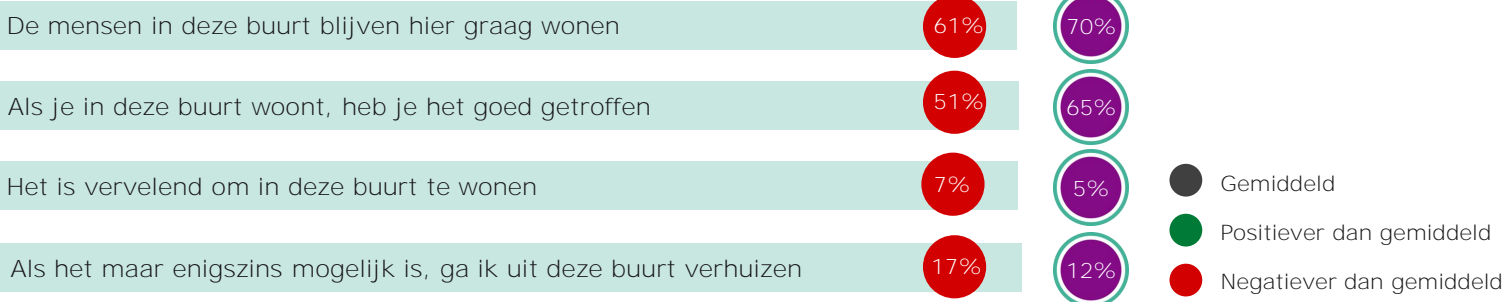 De mensen in deze buurt blijven hier graag wonen 61% 70%
Als je in deze buurt woont, heb je het goed getroffen 51% 65%
Het is vervelend om in deze buurt te wonen 7% 5%
Gemiddeld
Positiever dan gemiddeld
Als het maar enigszins mogelijk is, ga ik uit deze buurt verhuizen 17% 12%
Negatiever dan gemiddeld